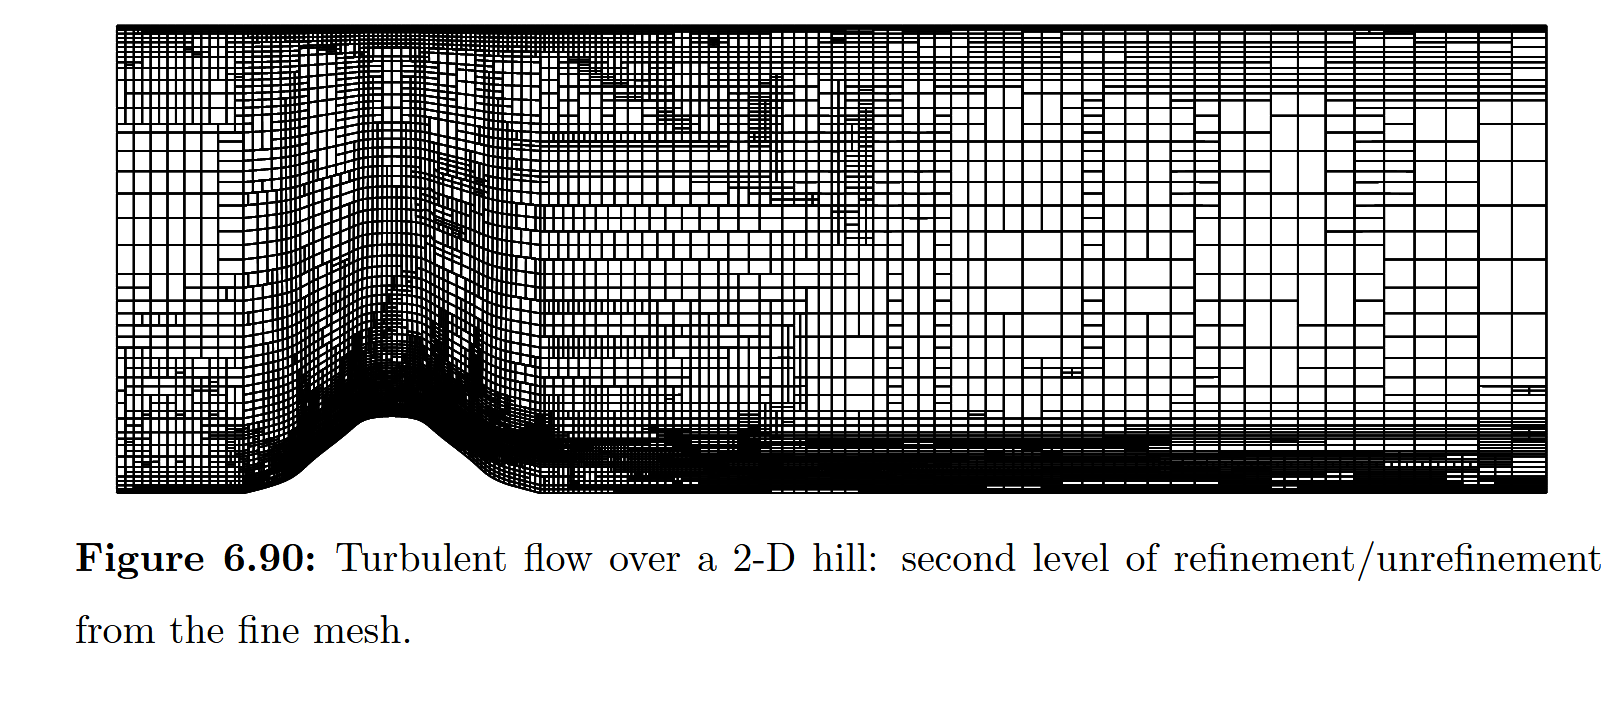 Figure 6.90: Turbulent flow over a 2-D hill: second level of refinement/unrefinement
from the fine mesh.